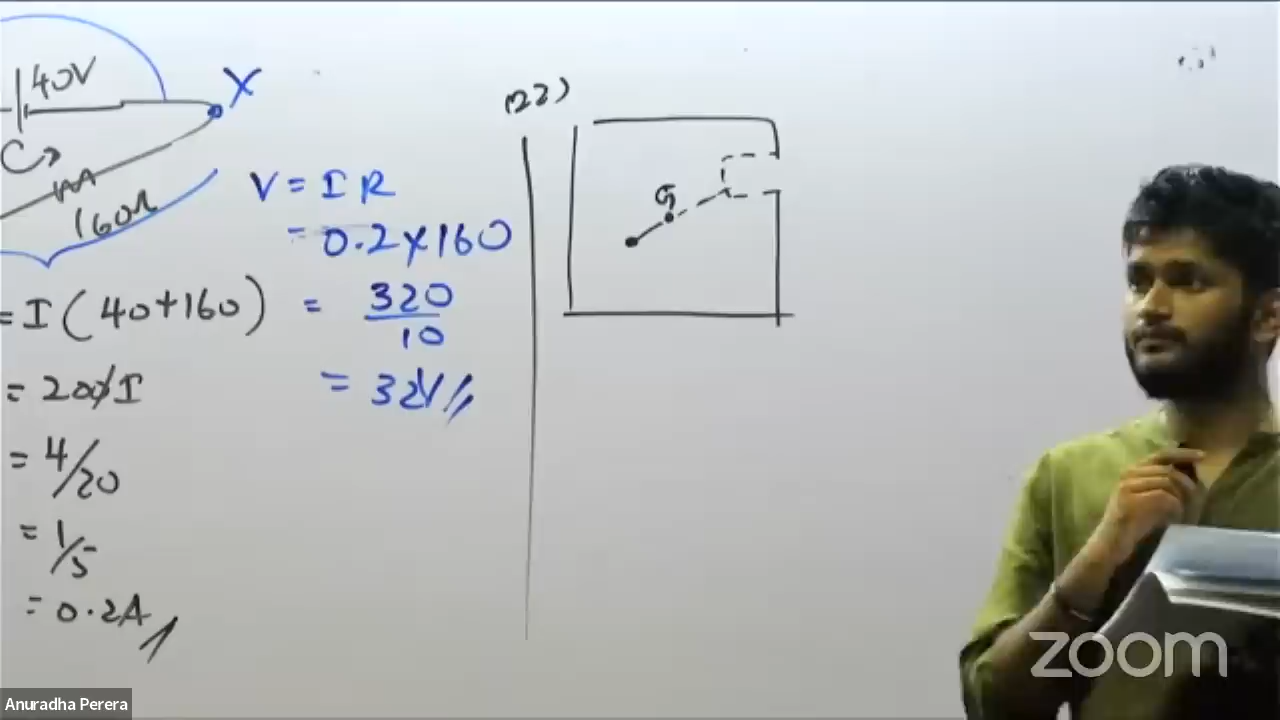 40V
X
C
160Ω
= I (40+160)
= 200I
= 4/20
= 1/5
= 0.2A
V = I R
= 0.2×160
= 320
10
= 32V
22)
G
zoom
Anuradha Perera